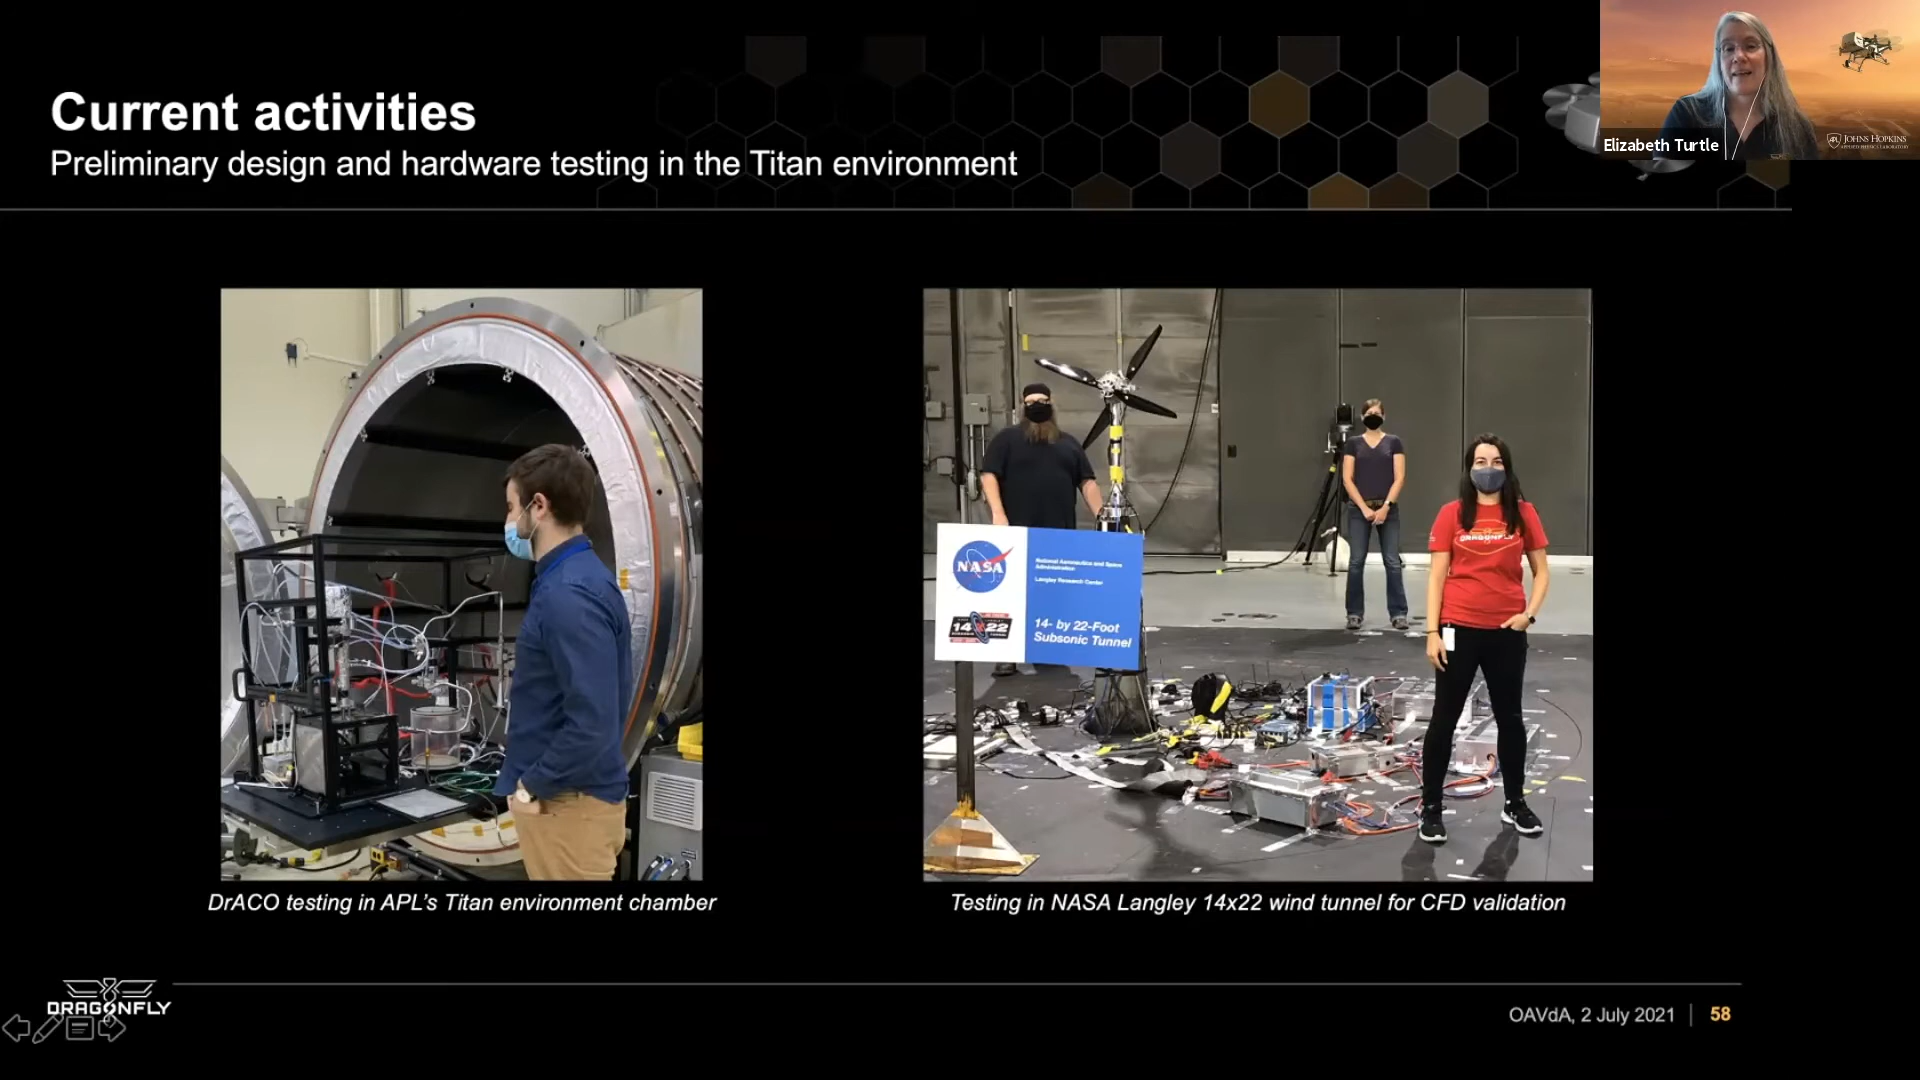 Current activities
Preliminary design and hardware testing in the Titan environment
Elizabeth Turtle
APL
JOHNS HOPKINS
APPLIED PHYSICS LABORATORY
DRAGONFLY
NASA
National Aeronautics and Space
Administration
Langley Research Center
14x22
14- by 22-Foot
Subsonic Tunnel
DrACO testing in APL’s Titan environment chamber
Testing in NASA Langley 14x22 wind tunnel for CFD validation
DRAGONFLY
OAVdA, 2 July 2021 | 58